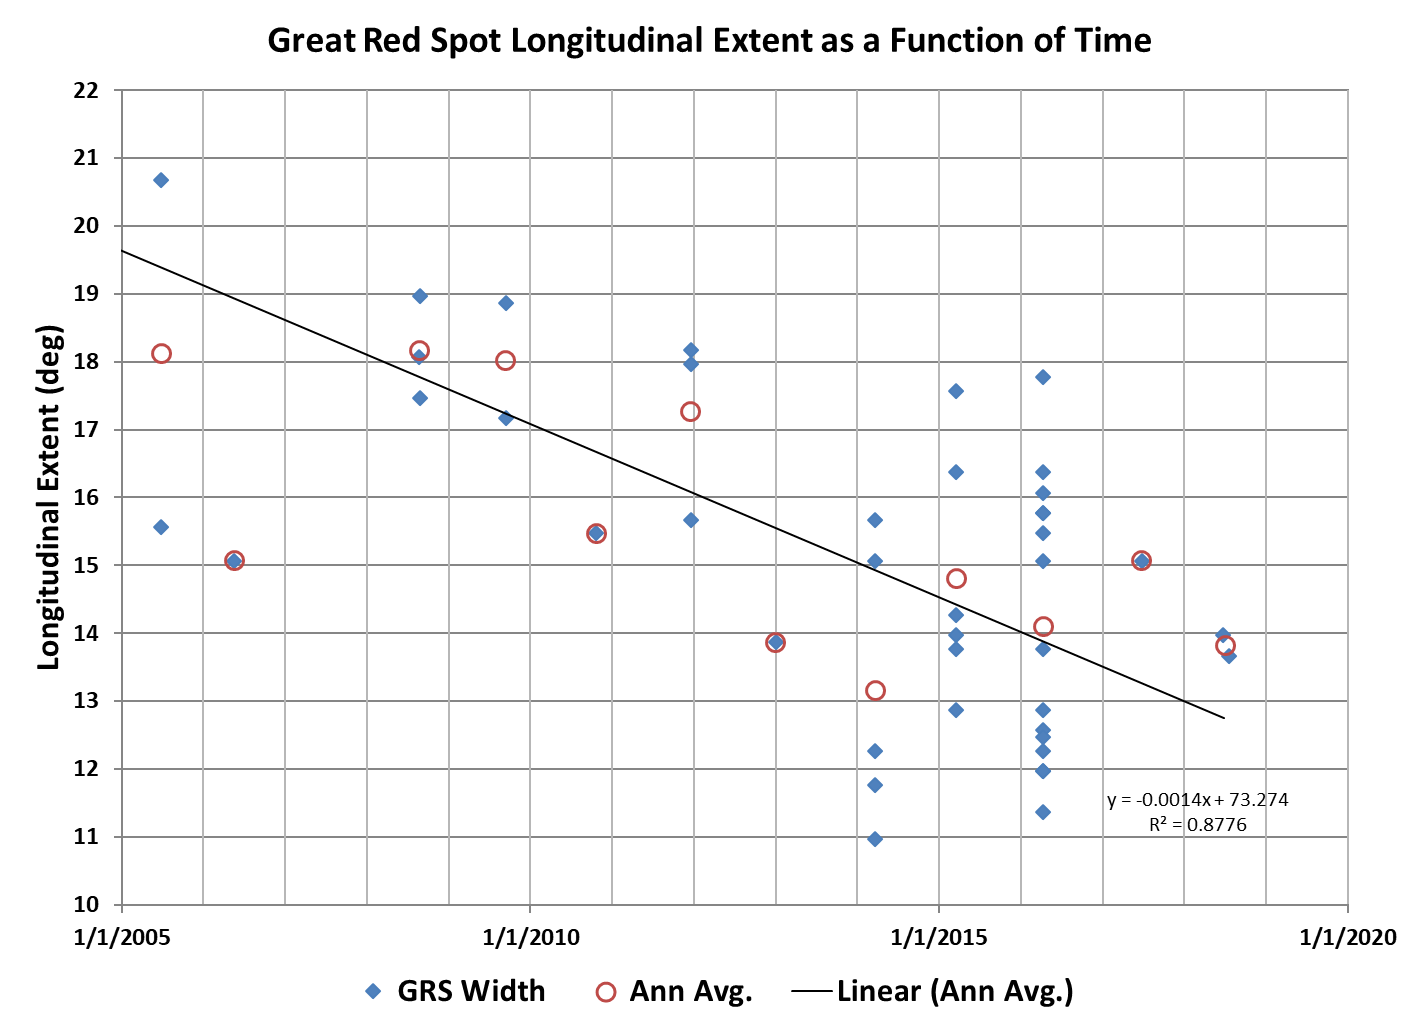 Great Red Spot Longitudinal Extent as a Function of Time
22
21
20
19
18
17
16
15
14
13
12
11
10
Longitudinal Extent (deg)
y = -0.0014x + 73.274
R² = 0.8776
1/1/2005 1/1/2010 1/1/2015 1/1/2020
GRS Width Ann Avg. Linear (Ann Avg.)